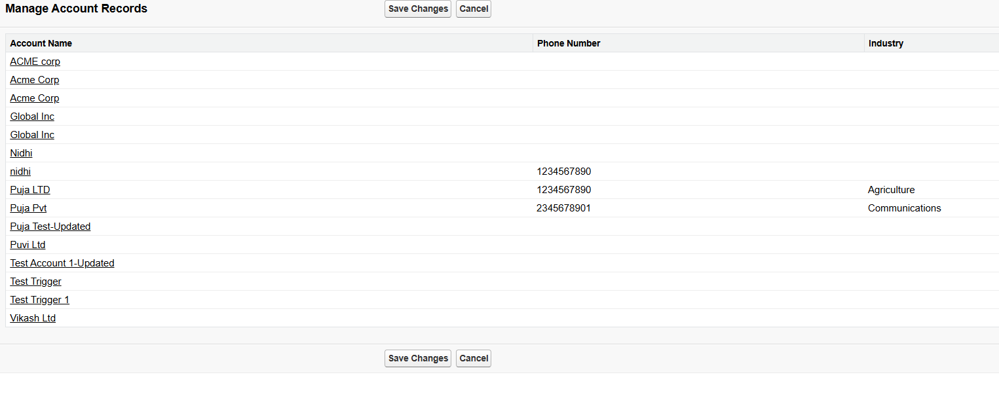 Manage Account Records Save Changes Cancel
Account Name Phone Number Industry
ACME corp
Acme Corp
Acme Corp
Global Inc
Global Inc
Nidhi
nidhi 1234567890
Puja LTD 1234567890 Agriculture
Puja Pvt 2345678901 Communications
Puja Test-Updated
Puvi Ltd
Test Account 1-Updated
Test Trigger
Test Trigger 1
Vikash Ltd
Save Changes Cancel